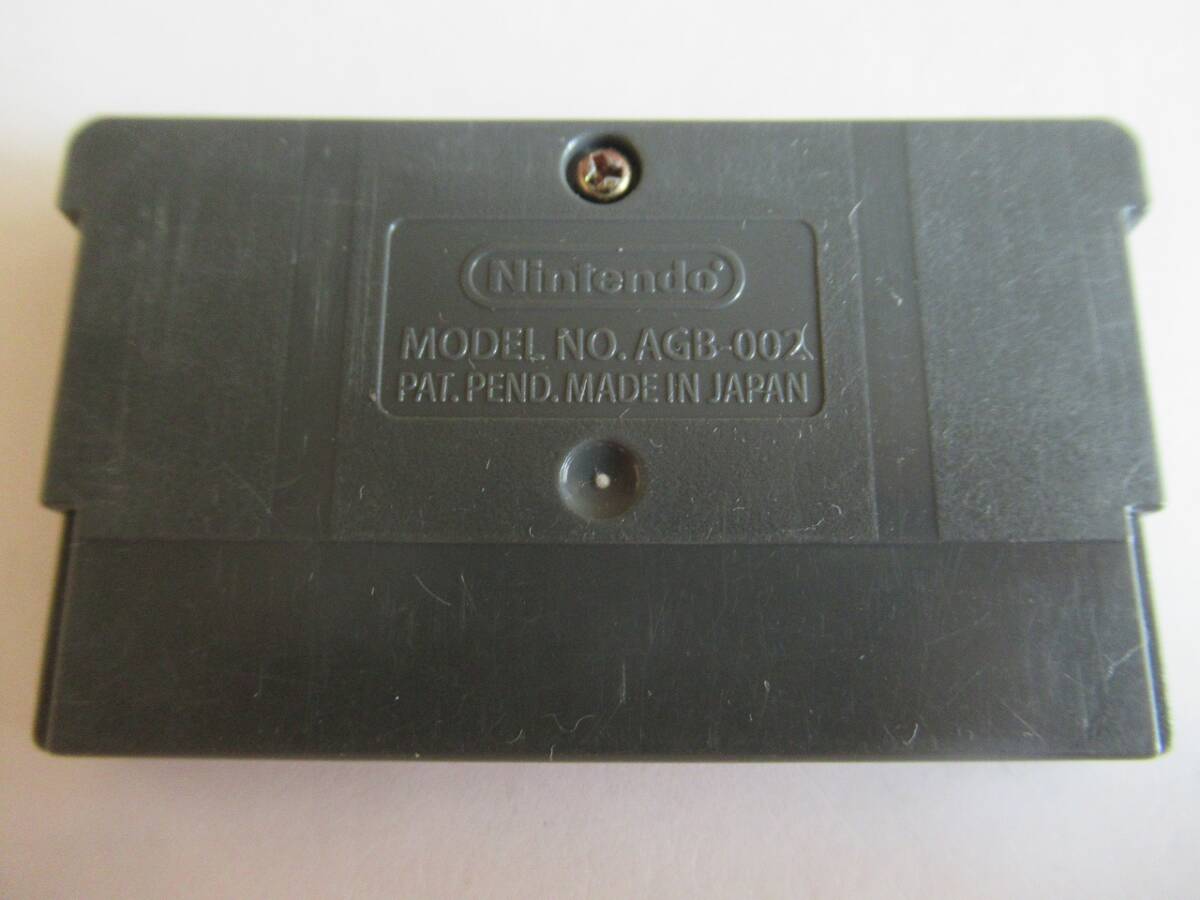 Nintendo
MODEL NO. AGB-002
PAT. PEND. MADE IN JAPAN